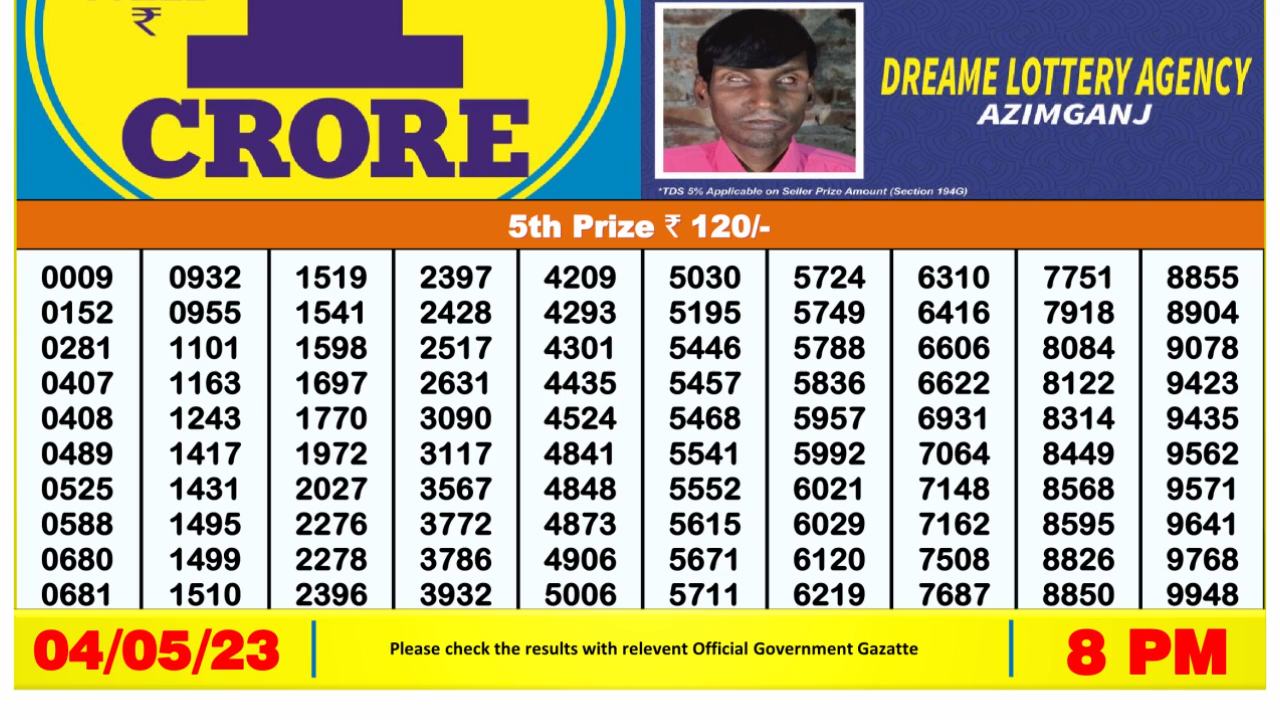 ₹ 1
CRORE
DREAME LOTTERY AGENCY
AZIMGANJ
*TDS 5% Applicable on Seller Prize Amount (Section 194G)
5th Prize ₹ 120/-
0009 0932 1519 2397 4209 5030 5724 6310 7751 8855
0152 0955 1541 2428 4293 5195 5749 6416 7918 8904
0281 1101 1598 2517 4301 5446 5788 6606 8084 9078
0407 1163 1697 2631 4435 5457 5836 6622 8122 9423
0408 1243 1770 3090 4524 5468 5957 6931 8314 9435
0489 1417 1972 3117 4841 5541 5992 7064 8449 9562
0525 1431 2027 3567 4848 5552 6021 7148 8568 9571
0588 1495 2276 3772 4873 5615 6029 7162 8595 9641
0680 1499 2278 3786 4906 5671 6120 7508 8826 9768
0681 1510 2396 3932 5006 5711 6219 7687 8850 9948
04/05/23
Please check the results with relevent Official Government Gazatte
8 PM